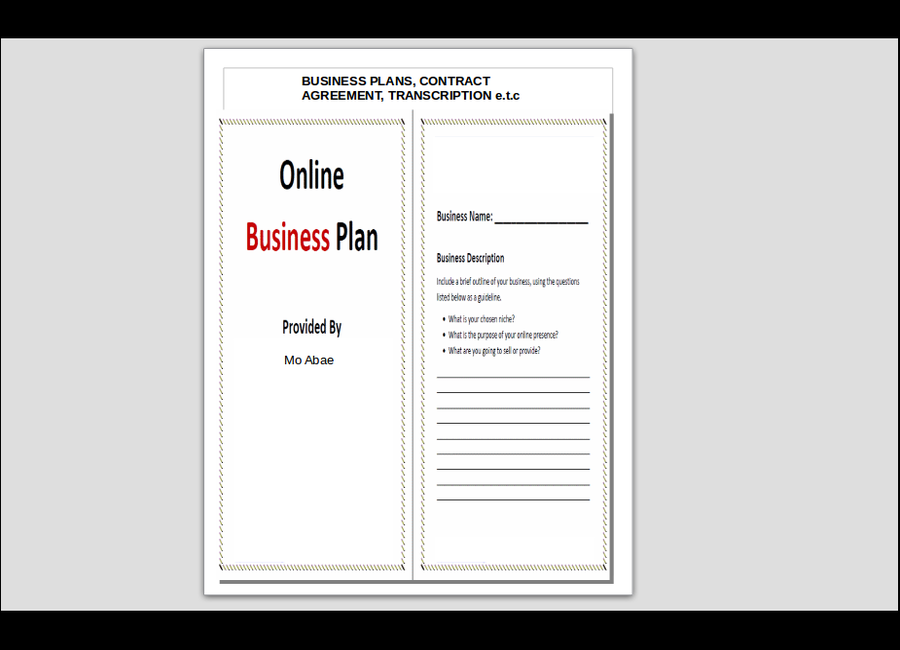 BUSINESS PLANS, CONTRACT
AGREEMENT, TRANSCRIPTION e.t.c
Online
Business Plan
Provided By
Mo Abae
Business Name: _______________
Business Description
Include a brief outline of your business, using the questions
listed below as a guideline.
• What is your chosen niche?
• What is the purpose of your online presence?
• What are you going to sell or provide?